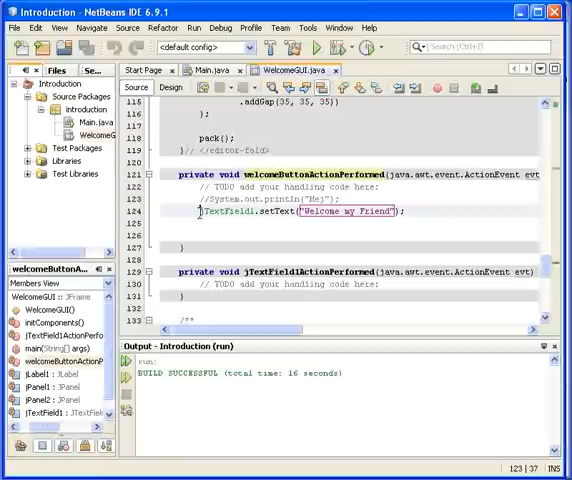 Introduction - NetBeans IDE 6.9.1
File Edit View Navigate Source Refactor Run Debug Profile Team Tools Window Help
<default config>
Search (Ctrl+I)
Files Se...
Start Page Main.java WelcomeGUI.java
Source Design
Introduction
Source Packages
introduction
Main.java
WelcomeG
Test Packages
Libraries
Test Libraries
115 .addGap(35, 35, 35))
116 );
117
118 pack();
119 }// </editor-fold>
120
121 private void welcomeButtonActionPerformed(java.awt.event.ActionEvent evt
122 // TODO add your handling code here:
123 //System.out.println("Hej");
124 jTextField1.setText("Welcome my Friend");
125
126
127 }
128
129 private void jTextField1ActionPerformed(java.awt.event.ActionEvent evt)
130 // TODO add your handling code here:
131 }
132
133 /**
welcomeButtonA...
Members View
WelcomeGUI :: JFrame
WelcomeGUI()
initComponents()
jTextField1ActionPerfo
main(String[] args)
welcomeButtonActionP
jLabel1 : JLabel
jPanel1 : JPanel
jPanel2 : JPanel
jTextField1 : JTextField
Output - Introduction (run)
run:
BUILD SUCCESSFUL (total time: 16 seconds)
123 | 37 INS